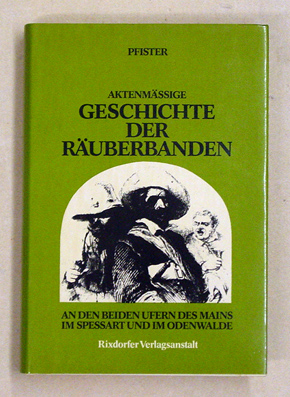 PFISTER
AKTENMÄSSIGE
GESCHICHTE
DER
RÄUBERBANDEN
AN DEN BEIDEN UFERN DES MAINS
IM SPESSART UND IM ODENWALDE
Rixdorfer Verlagsanstalt